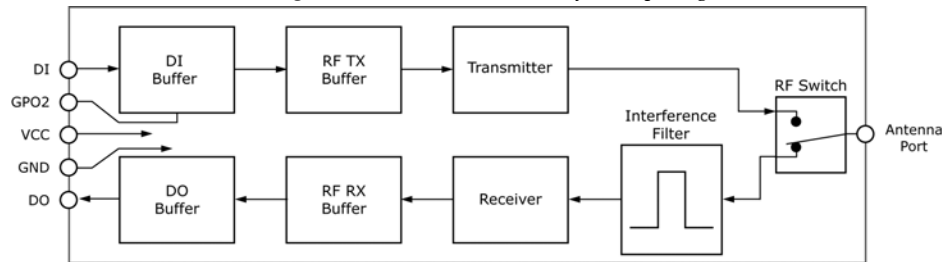 DI
GPO2
VCC
GND
DO
DI
Buffer
RF TX
Buffer
Transmitter
RF Switch
Interference
Filter
Antenna
Port
DO
Buffer
RF RX
Buffer
Receiver